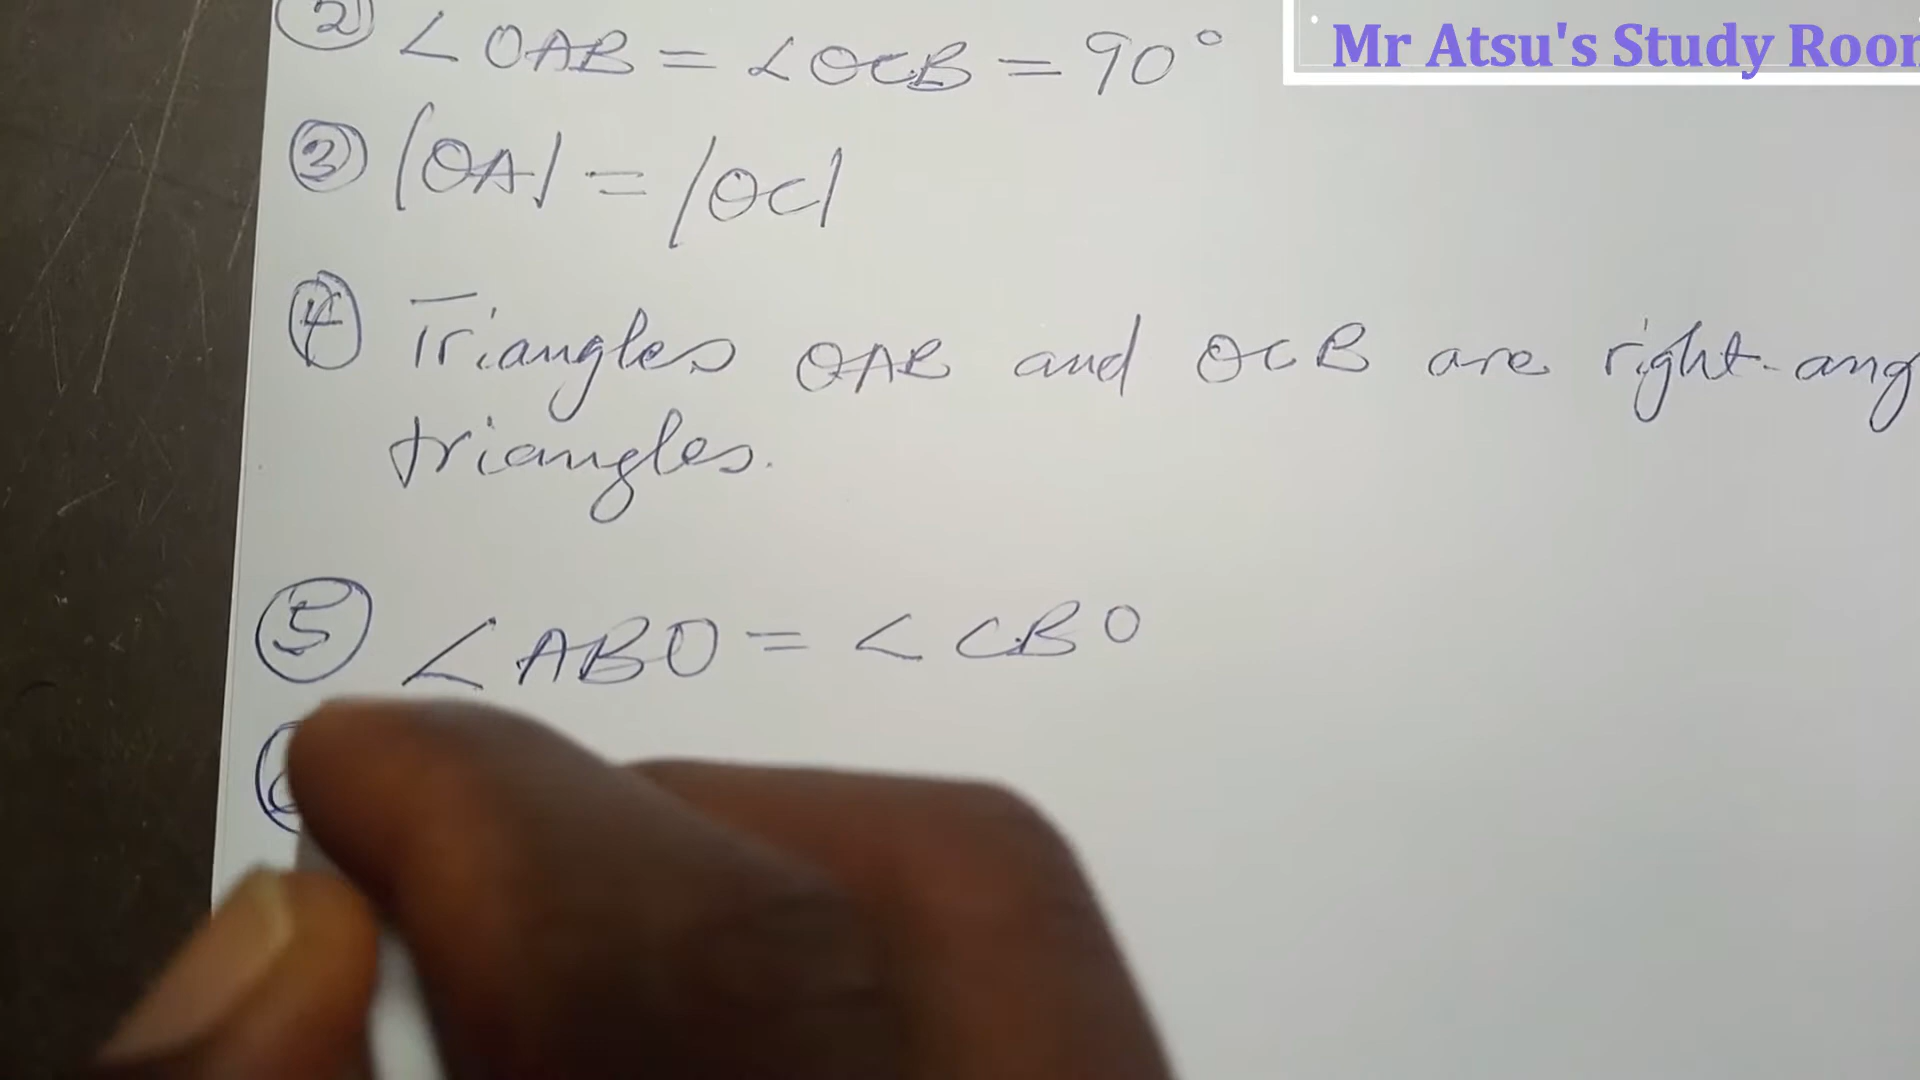 Mr Atsu's Study Roon
② ∠OAB = ∠OCB = 90°
③ |OA| = |OC|
④ Triangles OAB and OCB are right-ang
triangles.
⑤ ∠ABO = ∠CBO